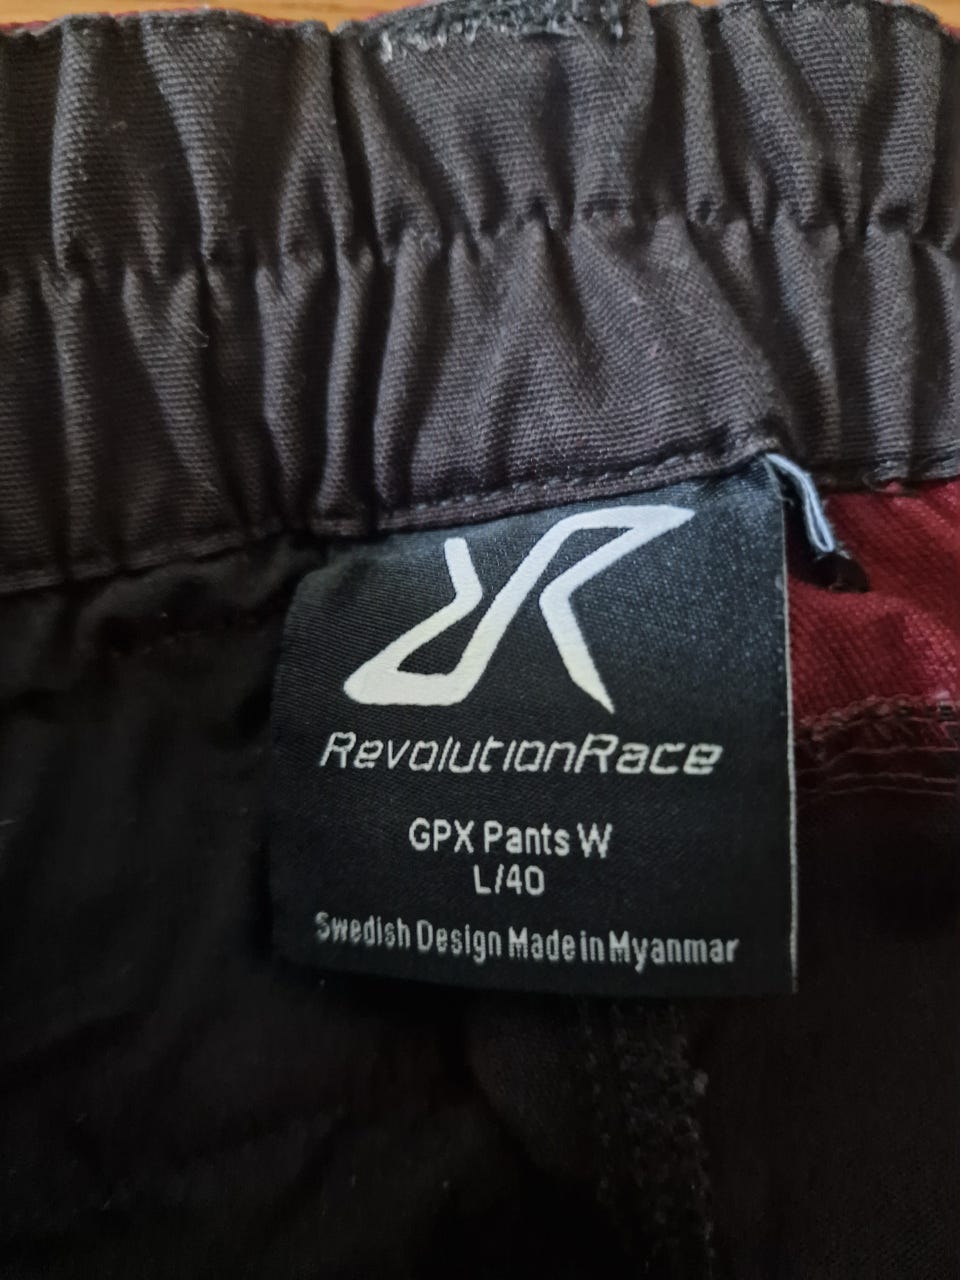 RevolutionRace
GPX Pants W
L/40
Swedish Design Made in Myanmar